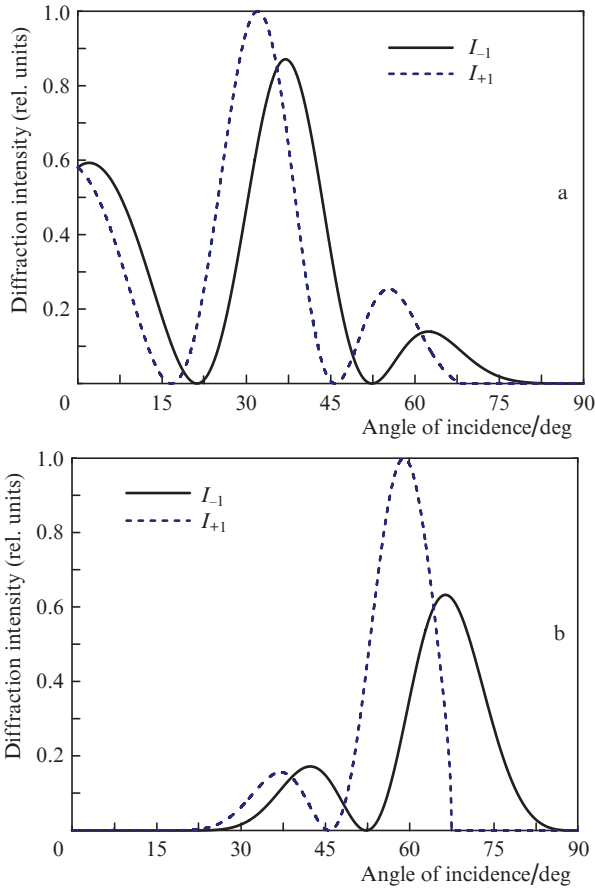 1.0
0.8
0.6
0.4
0.2
0 15 30 45 60 75 90
Diffraction intensity (rel. units)
Angle of incidence/deg
I–1
I+1
a
1.0
0.8
0.6
0.4
0.2
0 15 30 45 60 75 90
Diffraction intensity (rel. units)
Angle of incidence/deg
I–1
I+1
b